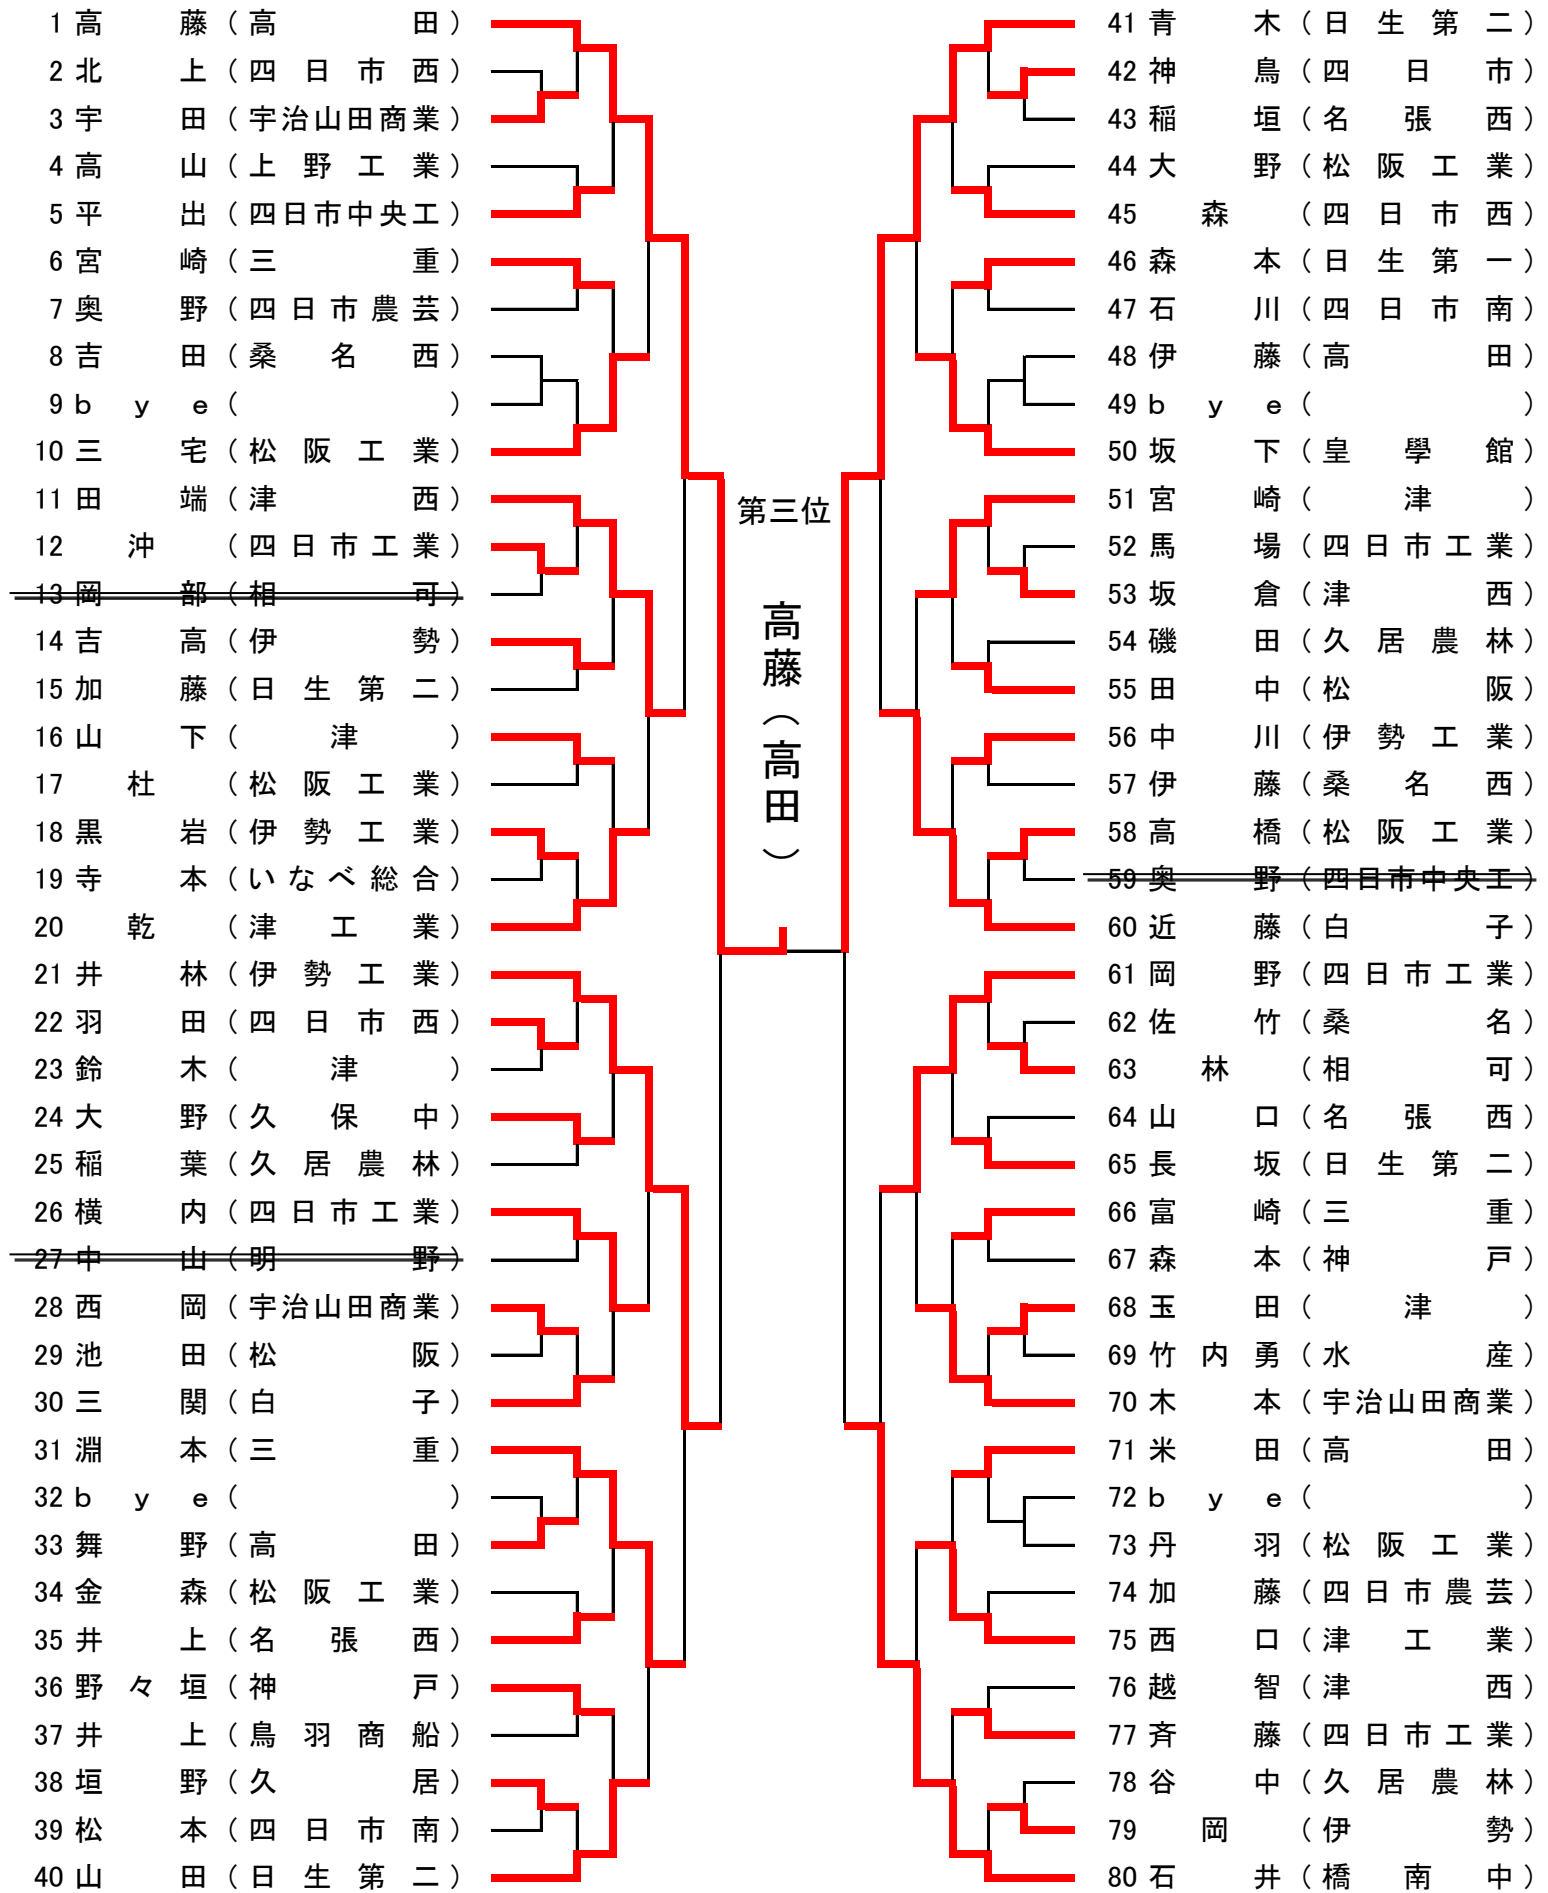 1 高藤（高田）
2 北上（四日市西）
3 宇田（宇治山田商業）
4 高山（上野工業）
5 平出（四日市中央工）
6 宮崎（三重）
7 奥野（四日市農芸）
8 吉田（桑名西）
9 ｂｙｅ（ ）
10 三宅（松阪工業）
11 田端（津西）
12 沖（四日市工業）
13 岡部（相可）
14 吉高（伊勢）
15 加藤（日生第二）
16 山下（津）
17 杜（松阪工業）
18 黒岩（伊勢工業）
19 寺本（いなべ総合）
20 乾（津工業）
21 井林（伊勢工業）
22 羽田（四日市西）
23 鈴木（津）
24 大野（久保中）
25 稲葉（久居農林）
26 横内（四日市工業）
27 中山（明野）
28 西岡（宇治山田商業）
29 池田（松阪）
30 三関（白子）
31 淵本（三重）
32 ｂｙｅ（ ）
33 舞野（高田）
34 金森（松阪工業）
35 井上（名張西）
36 野々垣（神戸）
37 井上（鳥羽商船）
38 垣野（久居）
39 松本（四日市南）
40 山田（日生第二）
第三位
高藤（高田）
41 青木（日生第二）
42 神鳥（四日市）
43 稲垣（名張西）
44 大野（松阪工業）
45 森（四日市西）
46 森本（日生第一）
47 石川（四日市南）
48 伊藤（高田）
49 ｂｙｅ（ ）
50 坂下（皇學館）
51 宮崎（津）
52 馬場（四日市工業）
53 坂倉（津西）
54 磯田（久居農林）
55 田中（松阪）
56 中川（伊勢工業）
57 伊藤（桑名西）
58 高橋（松阪工業）
59 奥野（四日市中央工）
60 近藤（白子）
61 岡野（四日市工業）
62 佐竹（桑名）
63 林（相可）
64 山口（名張西）
65 長坂（日生第二）
66 富崎（三重）
67 森本（神戸）
68 玉田（津）
69 竹内勇（水産）
70 木本（宇治山田商業）
71 米田（高田）
72 ｂｙｅ（ ）
73 丹羽（松阪工業）
74 加藤（四日市農芸）
75 西口（津工業）
76 越智（津西）
77 斉藤（四日市工業）
78 谷中（久居農林）
79 岡（伊勢）
80 石井（橋南中）